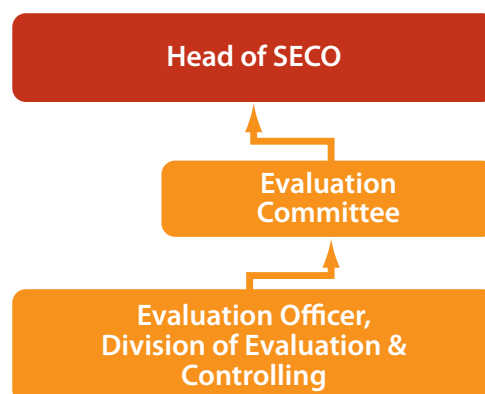 Head of SECO
Evaluation
Committee
Evaluation Officer,
Division of Evaluation &
Controlling